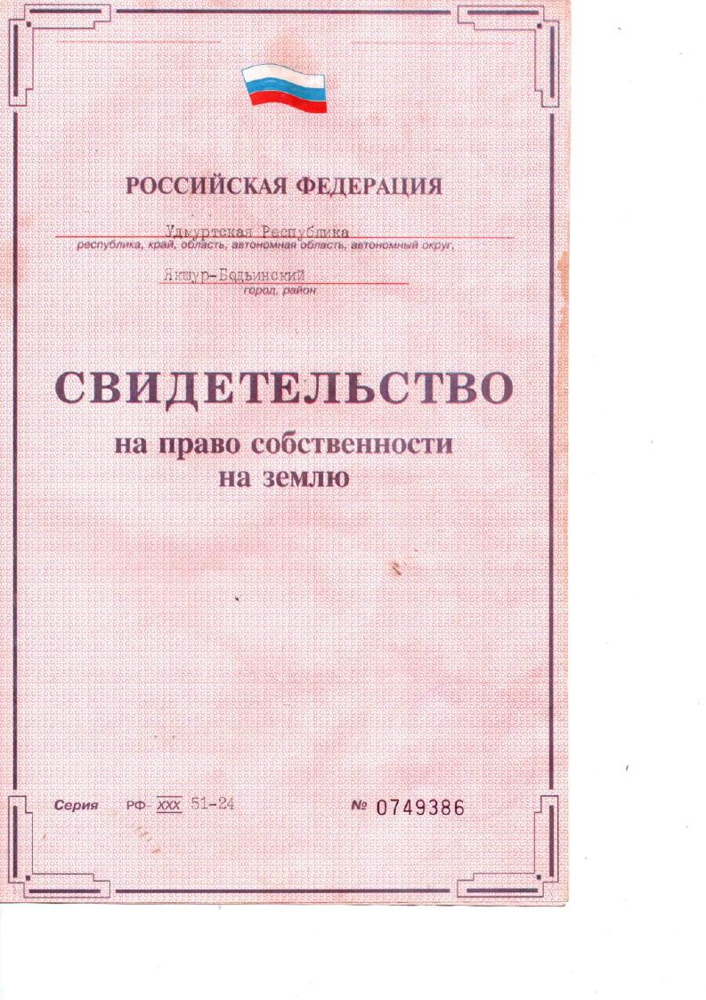 РОССИЙСКАЯ ФЕДЕРАЦИЯ
Удмуртская Республика
республика, край, область, автономная область, автономный округ,
Якшур-Бодьинский
город, район
СВИДЕТЕЛЬСТВО
на право собственности
на землю
Серия РФ- XXX 51-24 № 0749386